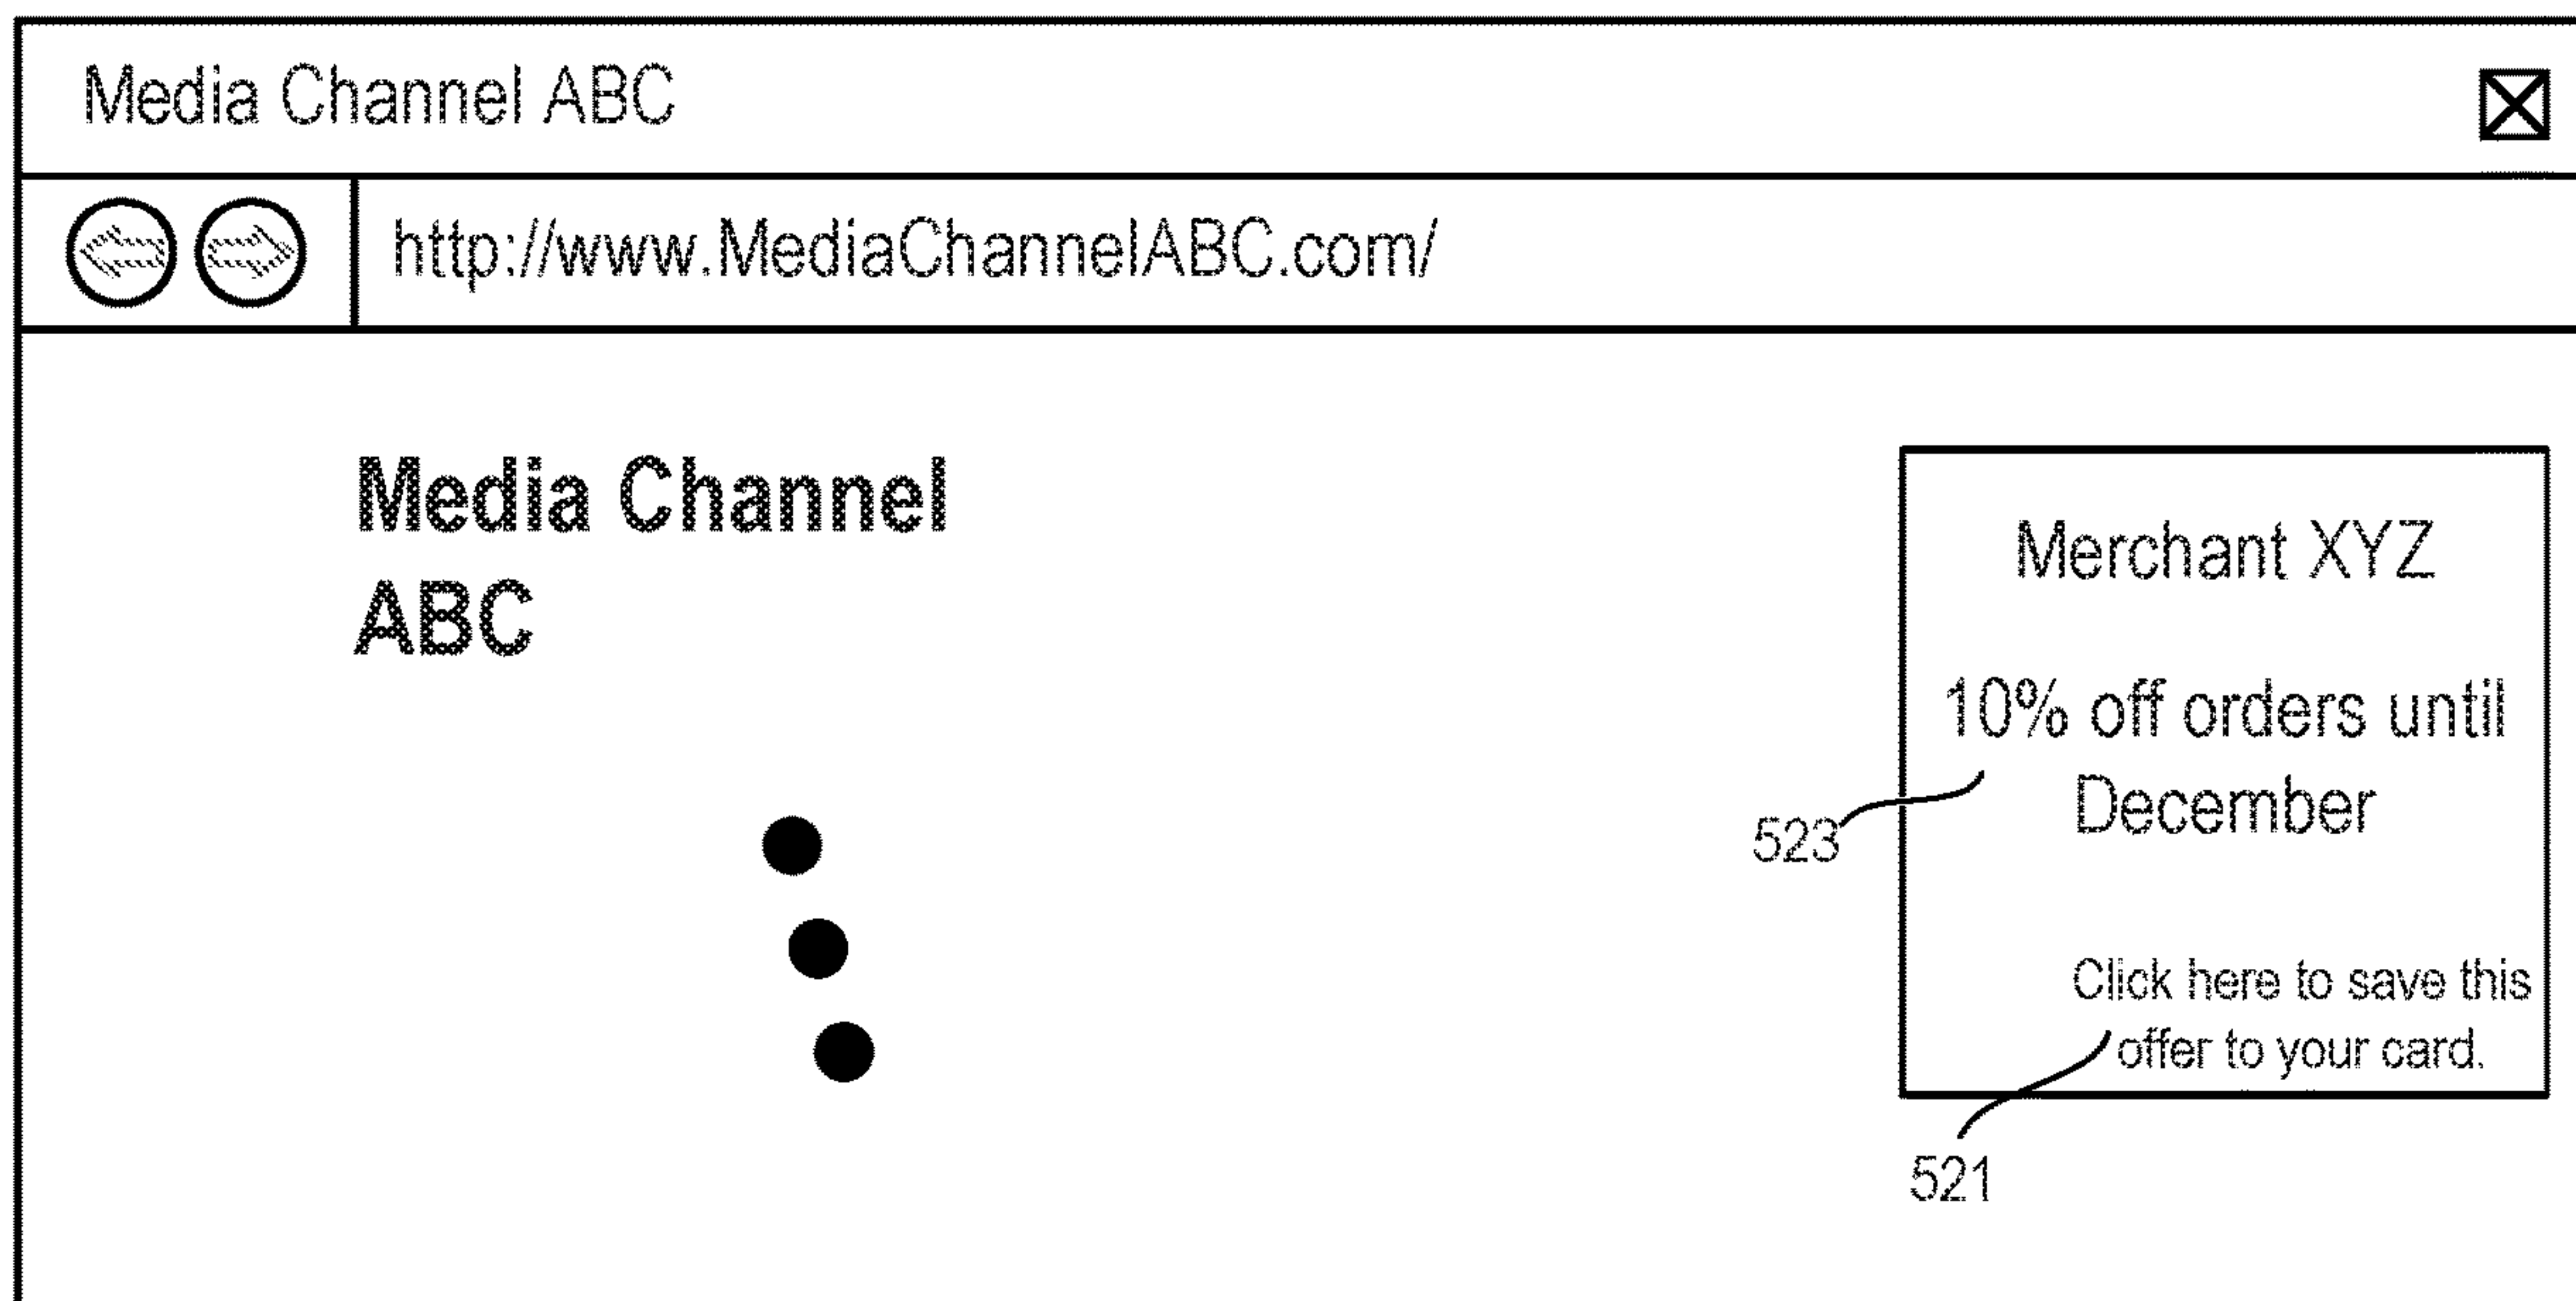 Media Channel ABC
http://www.MediaChannelABC.com/
Media Channel
ABC
Merchant XYZ
10% off orders until
December
523
Click here to save this
offer to your card.
521